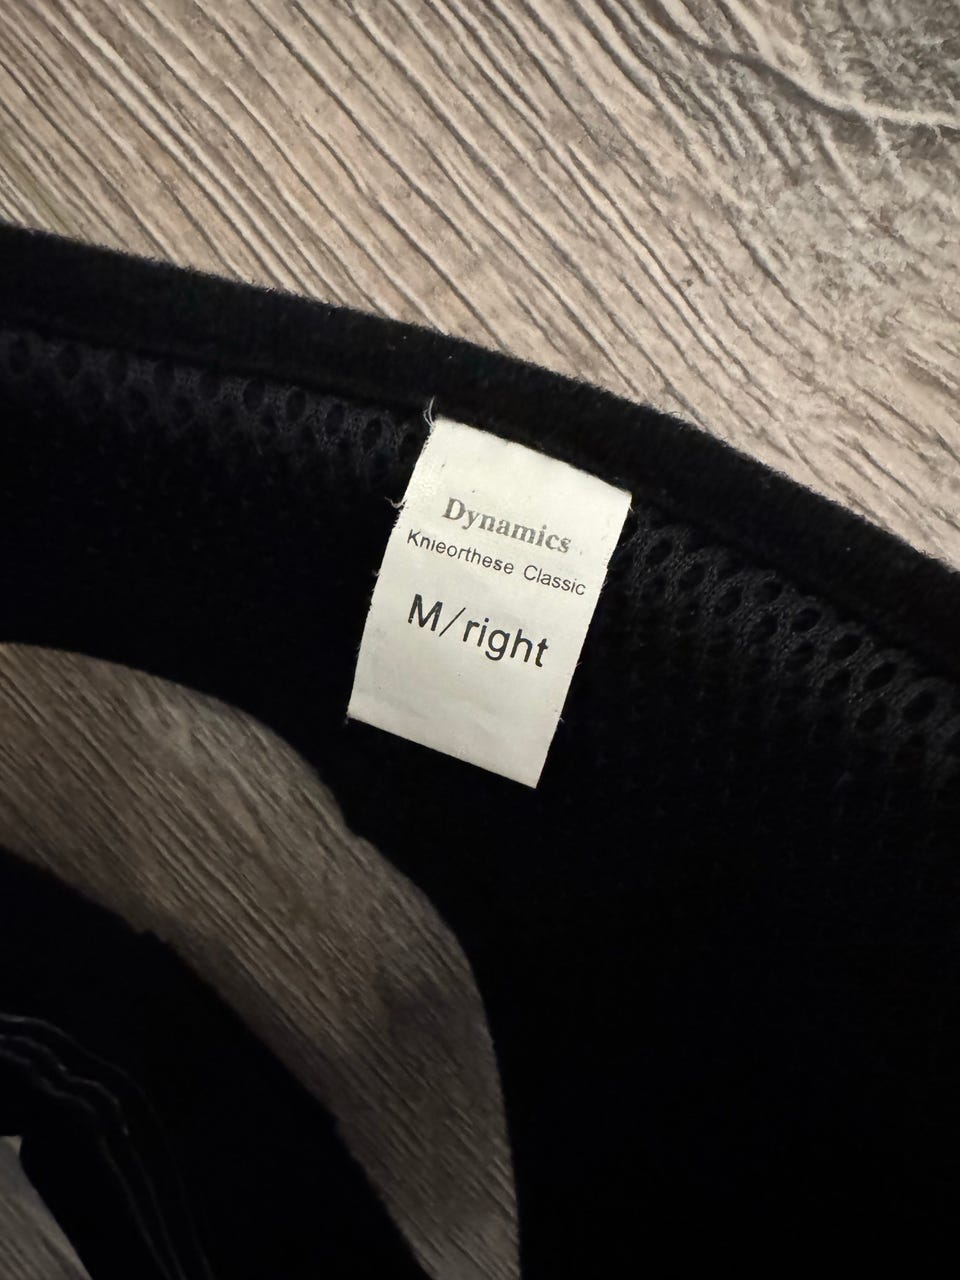 Dynamics
Knieorthese Classic
M/right